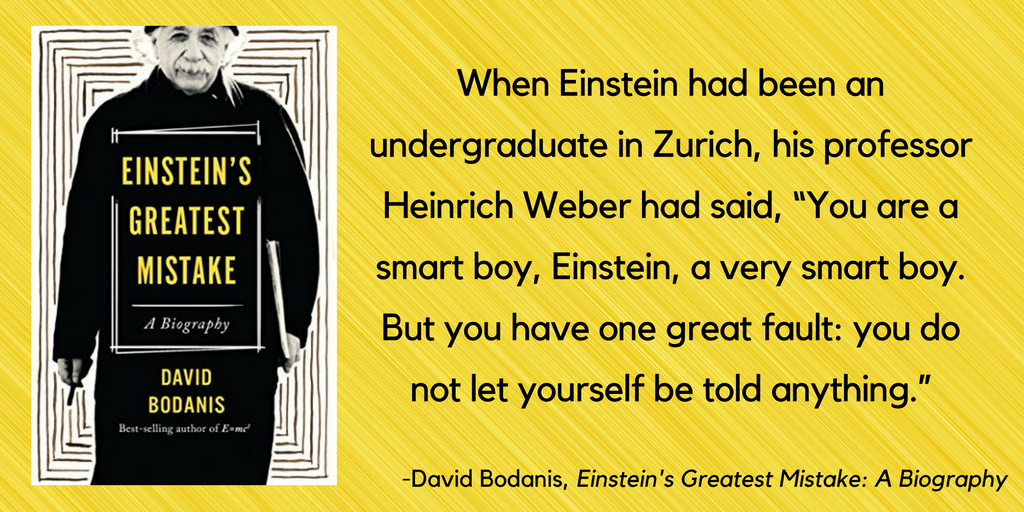 EINSTEIN'S
GREATEST
MISTAKE
A Biography
DAVID
BODANIS
Best-selling author of E=mc²
When Einstein had been an
undergraduate in Zurich, his professor
Heinrich Weber had said, “You are a
smart boy, Einstein, a very smart boy.
But you have one great fault: you do
not let yourself be told anything.”
-David Bodanis, Einstein's Greatest Mistake: A Biography